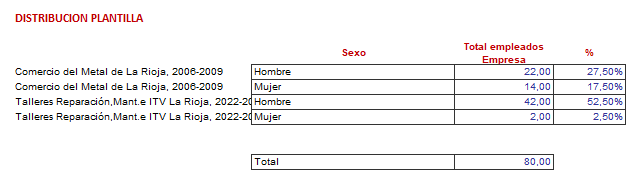 DISTRIBUCION PLANTILLA
Sexo Total empleados Empresa %
Comercio del Metal de La Rioja, 2006-2009 Hombre 22,00 27,50%
Comercio del Metal de La Rioja, 2006-2009 Mujer 14,00 17,50%
Talleres Reparación,Mant.e ITV La Rioja, 2022-20 Hombre 42,00 52,50%
Talleres Reparación,Mant.e ITV La Rioja, 2022-20 Mujer 2,00 2,50%
Total 80,00